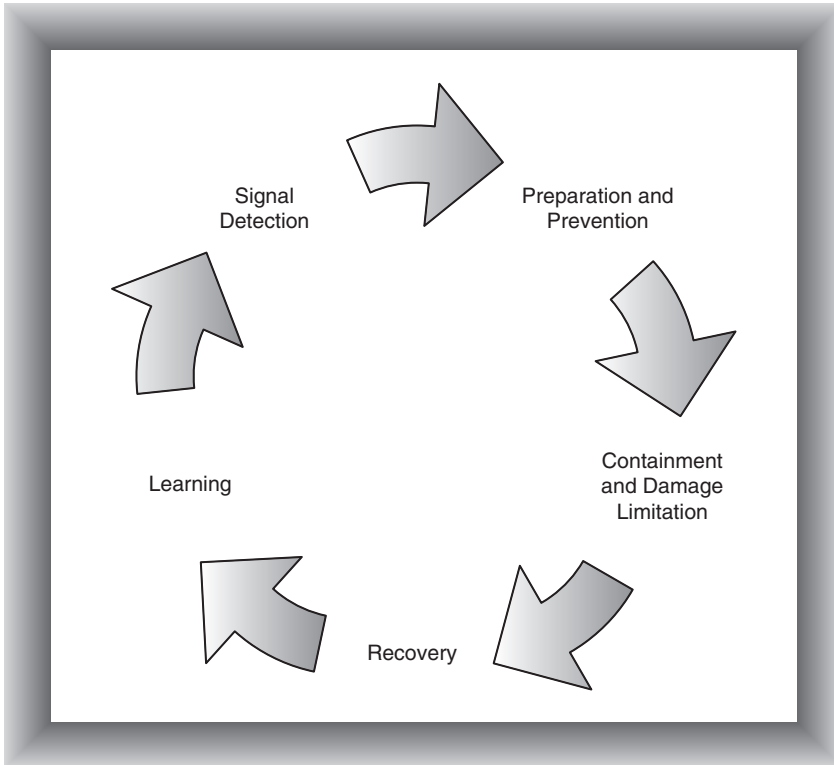 Signal
Detection
Preparation and
Prevention
Containment
and Damage
Limitation
Recovery
Learning